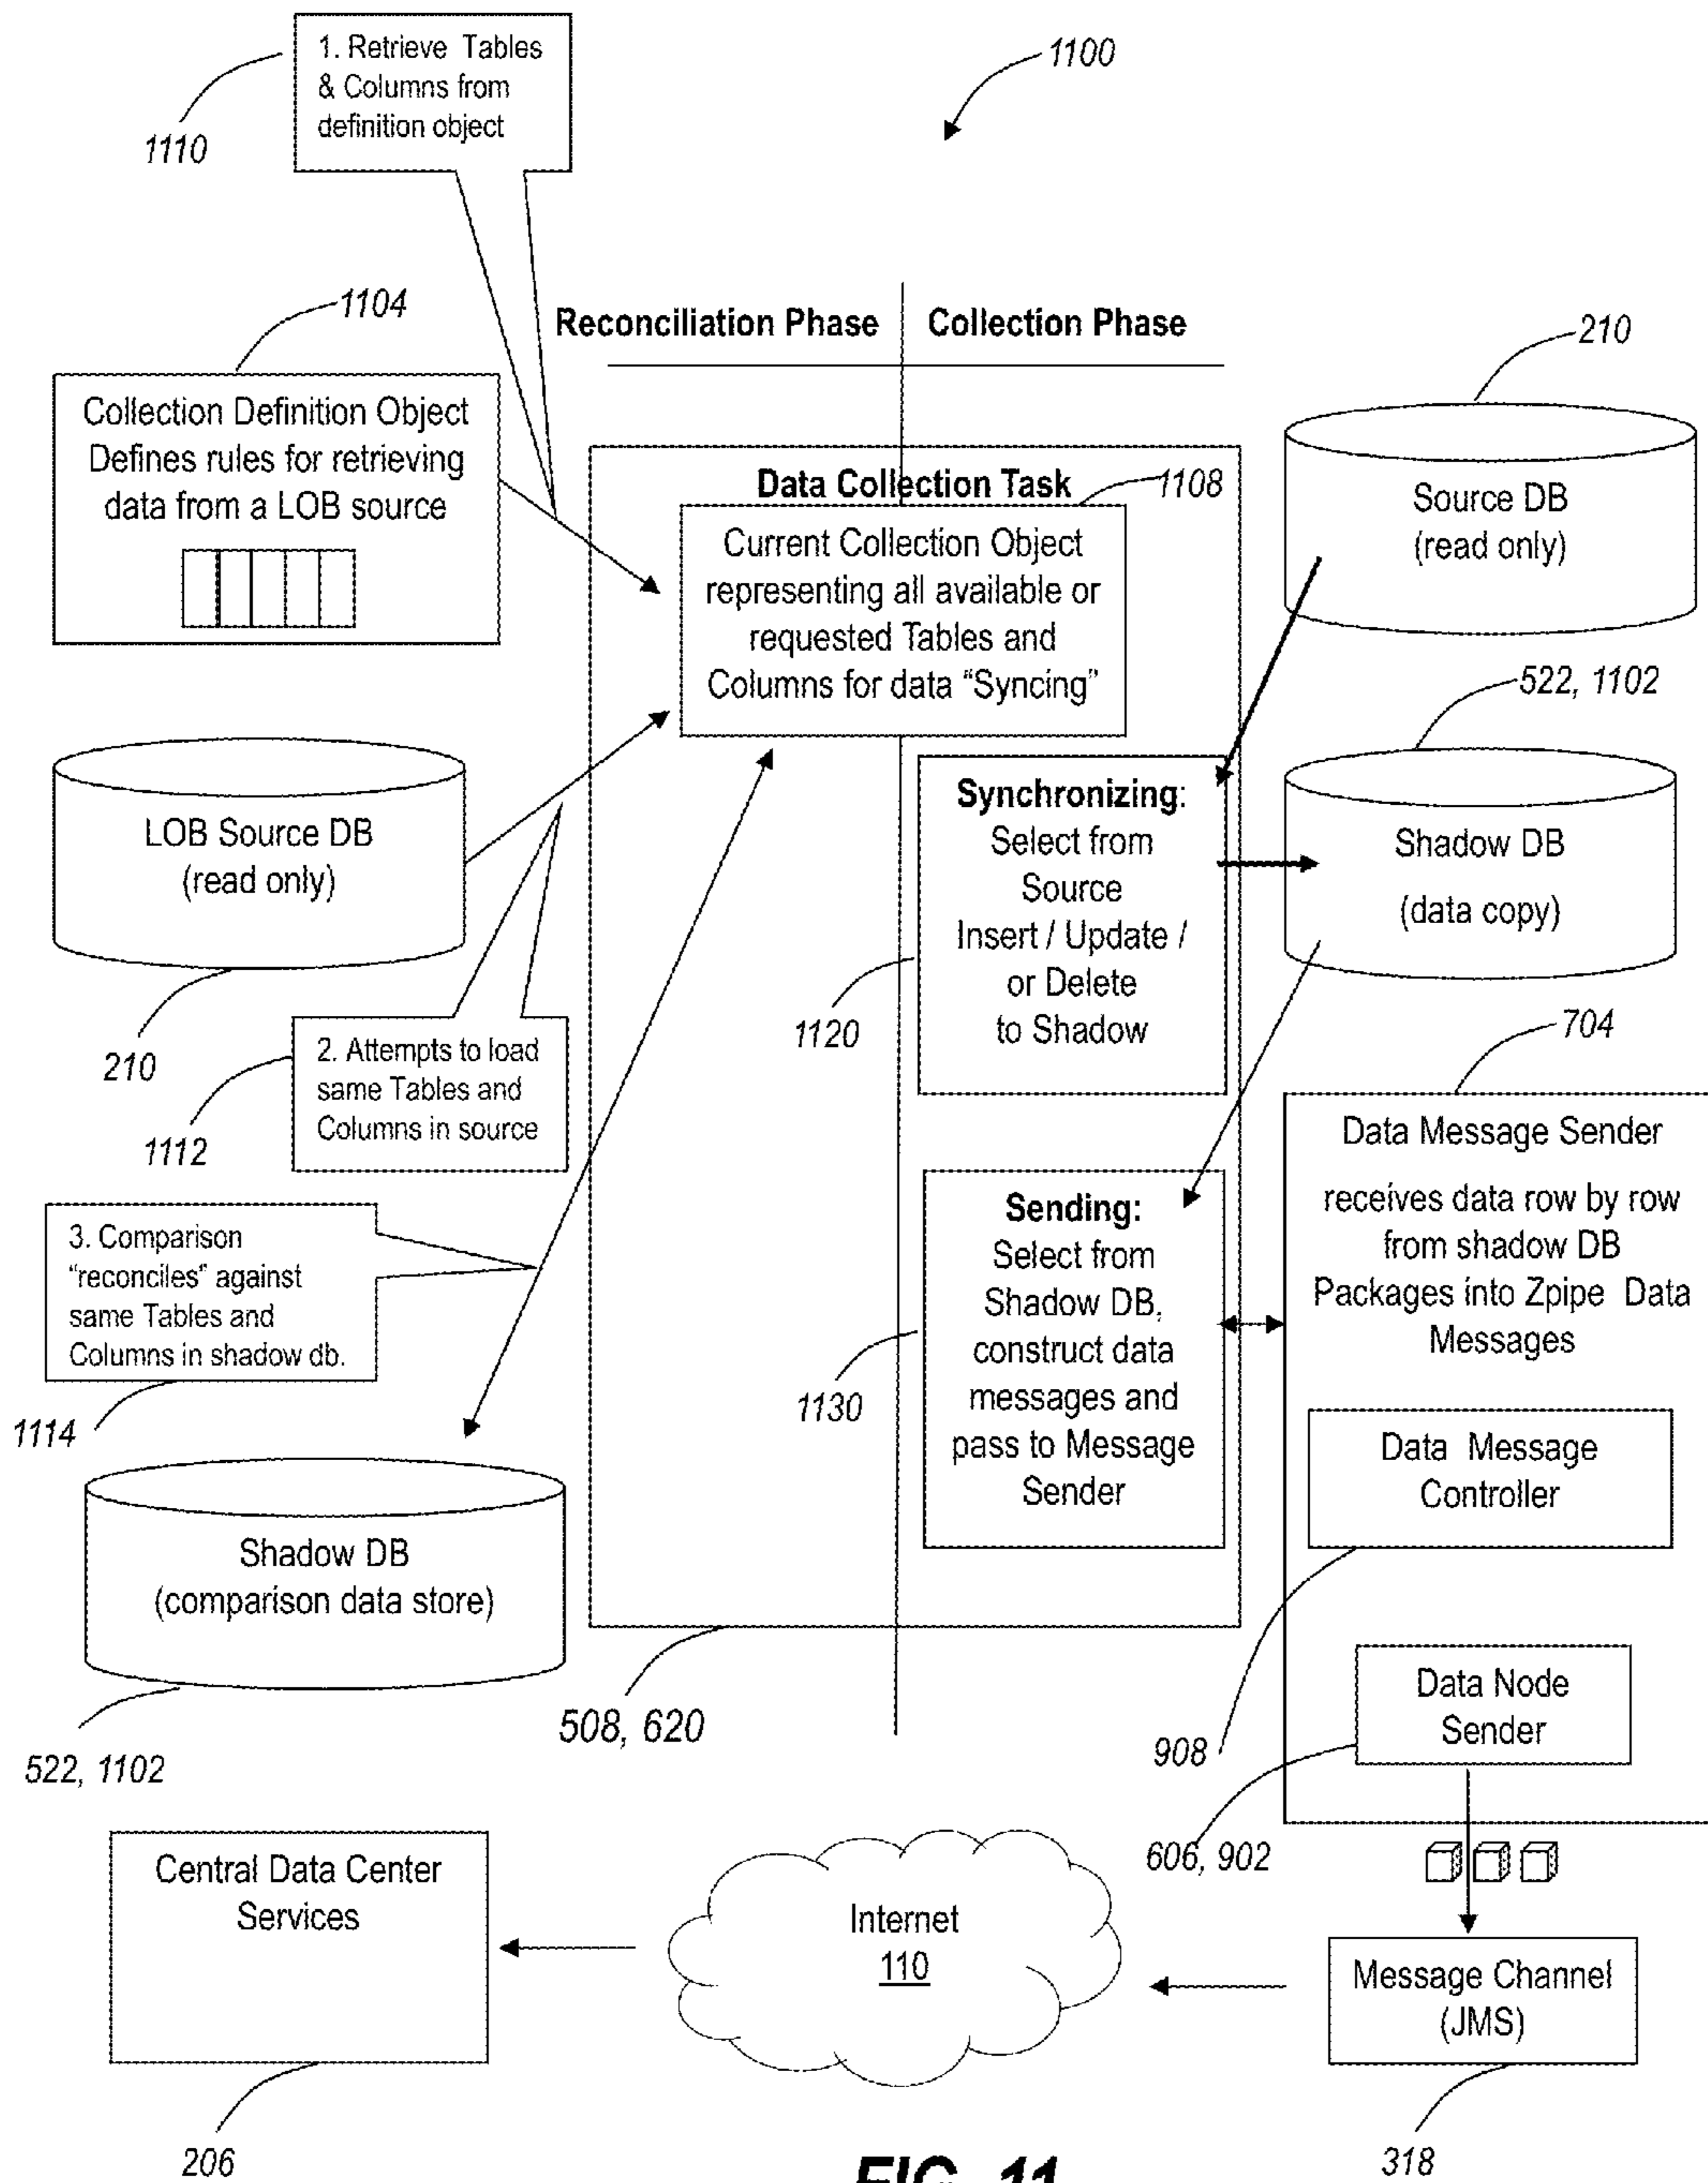 1. Retrieve Tables
& Columns from
definition object
1110
1100
1104
Reconciliation Phase
Collection Phase
210
Collection Definition Object
Defines rules for retrieving
data from a LOB source
Data Collection Task
1108
Current Collection Object
representing all available or
requested Tables and
Columns for data “Syncing”
Source DB
(read only)
522, 1102
LOB Source DB
(read only)
210
Synchronizing:
Select from
Source
Insert / Update /
or Delete
to Shadow
1120
Shadow DB
(data copy)
2. Attempts to load
same Tables and
Columns in source
1112
704
3. Comparison
“reconciles” against
same Tables and
Columns in shadow db.
1114
Sending:
Select from
Shadow DB,
construct data
messages and
pass to Message
Sender
1130
Data Message Sender
receives data row by row
from shadow DB
Packages into Zpipe Data
Messages
Data Message
Controller
908
Shadow DB
(comparison data store)
522, 1102
508, 620
Data Node
Sender
606, 902
Central Data Center
Services
206
Internet
110
Message Channel
(JMS)
318
FIG. 11